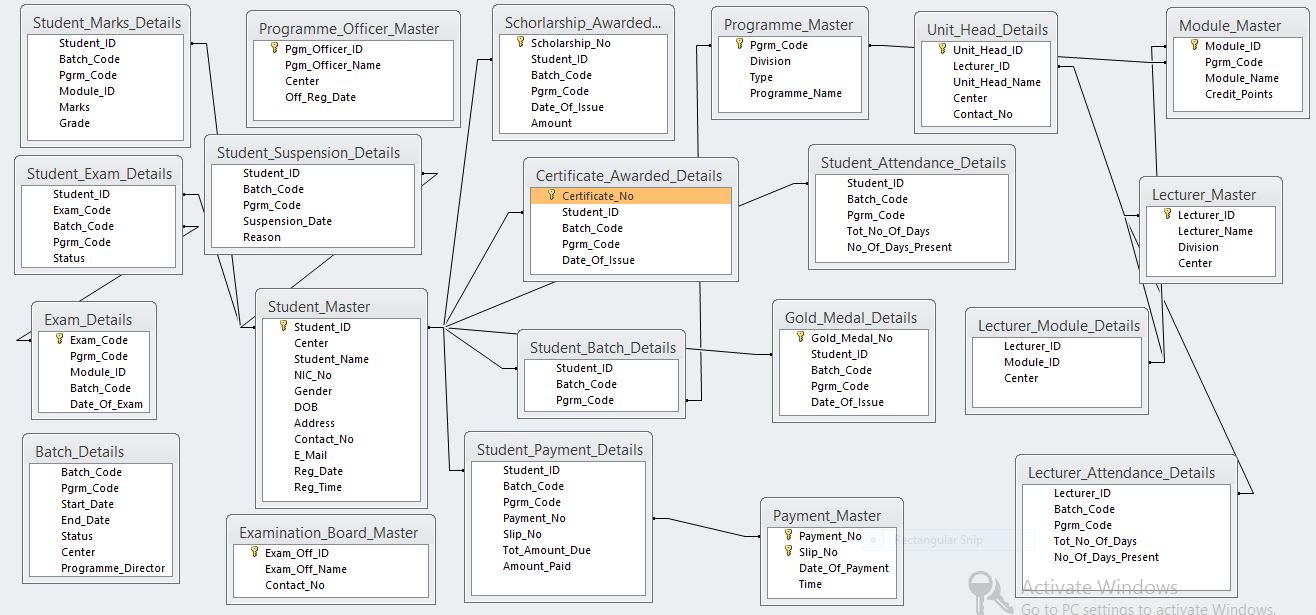 Student_Marks_Details
Student_ID
Batch_Code
Pgrm_Code
Module_ID
Marks
Grade
Programme_Officer_Master
Pgm_Officer_ID
Pgm_Officer_Name
Center
Off_Reg_Date
Schorlarship_Awarded...
Scholarship_No
Student_ID
Batch_Code
Pgrm_Code
Date_Of_Issue
Amount
Programme_Master
Pgrm_Code
Division
Type
Programme_Name
Unit_Head_Details
Unit_Head_ID
Lecturer_ID
Unit_Head_Name
Center
Contact_No
Module_Master
Module_ID
Pgrm_Code
Module_Name
Credit_Points
Student_Exam_Details
Student_ID
Exam_Code
Batch_Code
Pgrm_Code
Status
Student_Suspension_Details
Student_ID
Batch_Code
Pgrm_Code
Suspension_Date
Reason
Certificate_Awarded_Details
Certificate_No
Student_ID
Batch_Code
Pgrm_Code
Date_Of_Issue
Student_Attendance_Details
Student_ID
Batch_Code
Pgrm_Code
Tot_No_Of_Days
No_Of_Days_Present
Lecturer_Master
Lecturer_ID
Lecturer_Name
Division
Center
Exam_Details
Exam_Code
Pgrm_Code
Module_ID
Batch_Code
Date_Of_Exam
Student_Master
Student_ID
Center
Student_Name
NIC_No
Gender
DOB
Address
Contact_No
E_Mail
Reg_Date
Reg_Time
Student_Batch_Details
Student_ID
Batch_Code
Pgrm_Code
Gold_Medal_Details
Gold_Medal_No
Student_ID
Batch_Code
Pgrm_Code
Date_Of_Issue
Lecturer_Module_Details
Lecturer_ID
Module_ID
Center
Batch_Details
Batch_Code
Pgrm_Code
Start_Date
End_Date
Status
Center
Programme_Director
Examination_Board_Master
Exam_Off_ID
Exam_Off_Name
Contact_No
Student_Payment_Details
Student_ID
Batch_Code
Pgrm_Code
Payment_No
Slip_No
Tot_Amount_Due
Amount_Paid
Payment_Master
Payment_No
Slip_No
Date_Of_Payment
Time
Rectangular Snip
Lecturer_Attendance_Details
Lecturer_ID
Batch_Code
Pgrm_Code
Tot_No_Of_Days
No_Of_Days_Present
Activate Windows
Go to PC settings to activate Windows.